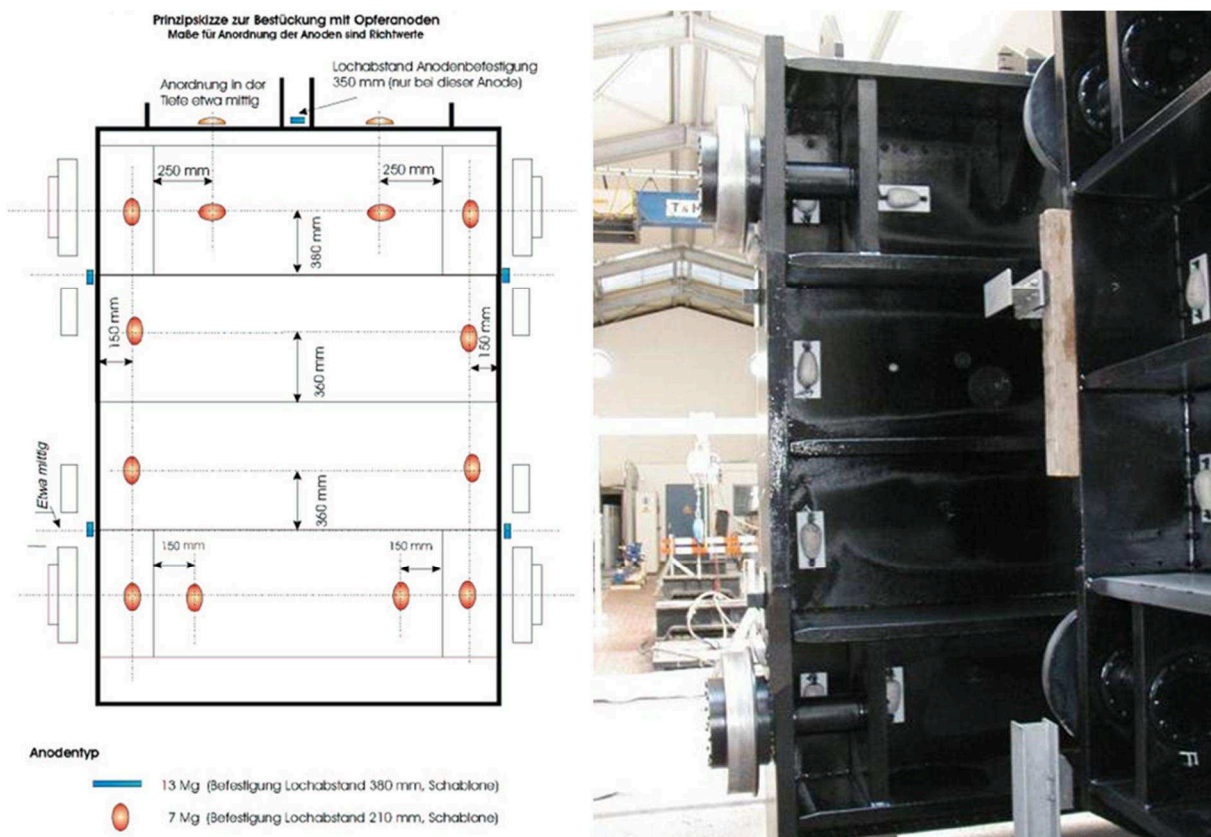 Prinzipskizze zur Bestückung mit Opferanoden
Maße für Anordnung der Anoden sind Richtwerte
Lochabstand Anodenbefestigung
350 mm (nur bei dieser Anode)
Anordnung in der
Tiefe etwa mittig
250 mm
250 mm
380 mm
150 mm
360 mm
150 mm
Etwa mittig
360 mm
150 mm
150 mm
Anodentyp
13 Mg (Befestigung Lochabstand 380 mm, Schablone)
7 Mg (Befestigung Lochabstand 210 mm, Schablone)
T & M
F